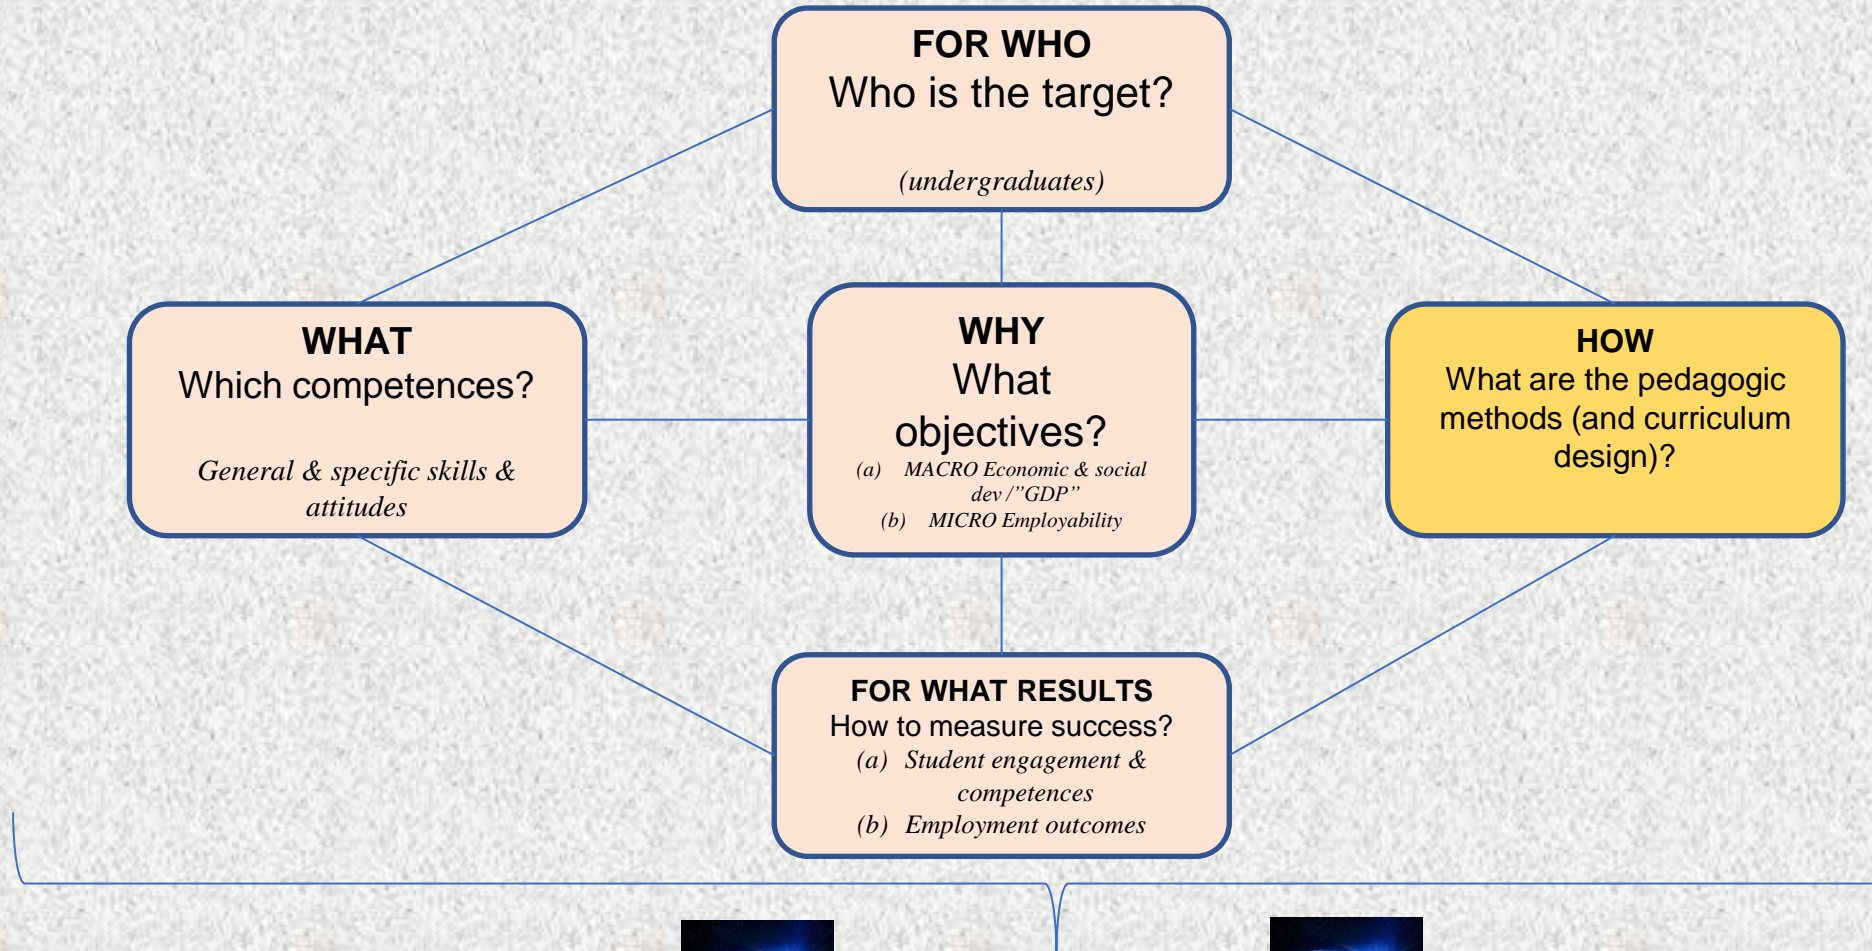 FOR WHO
Who is the target?
(undergraduates)
WHAT
Which competences?
General & specific skills &
attitudes
WHY
What
objectives?
(a) MACRO Economic & social
dev /”GDP”
(b) MICRO Employability
HOW
What are the pedagogic
methods (and curriculum
design)?
FOR WHAT RESULTS
How to measure success?
(a) Student engagement &
competences
(b) Employment outcomes